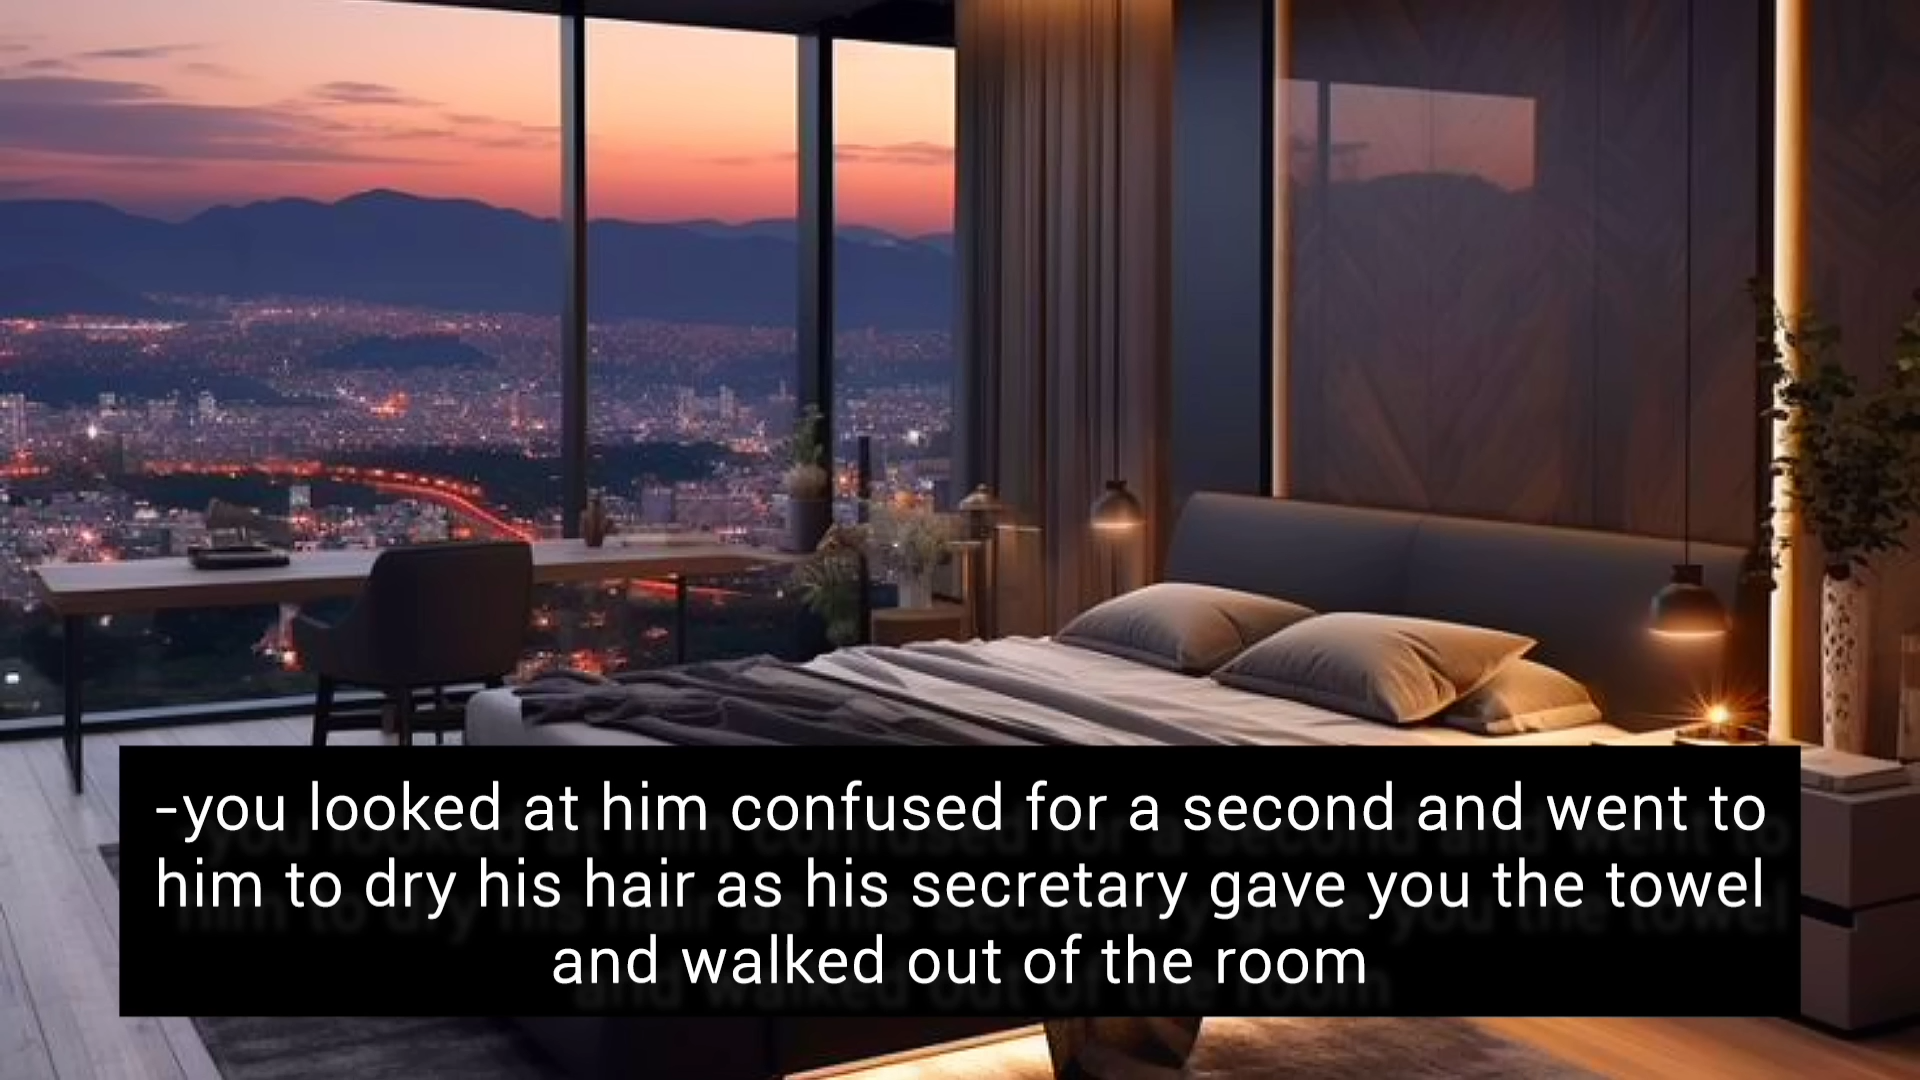 -you looked at him confused for a second and went to
him to dry his hair as his secretary gave you the towel
and walked out of the room